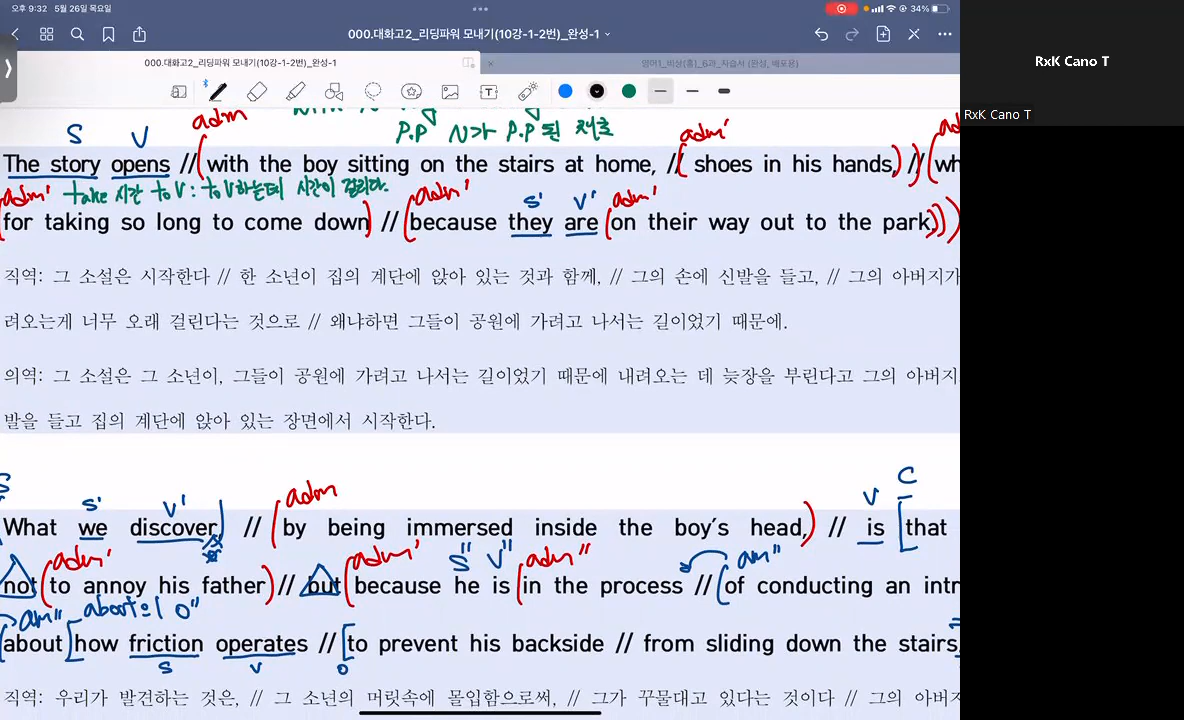 오후 9:32 5월 26일 목요일
34%
000.대화고2_리딩파워 모내기(10강-1-2번)_완성-1
000.대화고2_리딩파워 모내기(10강-1-2번)_완성-1
영어1_비상(홍)_6과_자습서 (완성, 배포용)
RxK Cano T
RxK Cano T
P.P N가 P.P 된 채로
S V adm adm' ad
The story opens // (with the boy sitting on the stairs at home, // (shoes in his hands,) // (wh
adm' take 시간 to V : to V하는데 시간이 걸리다. adm' s' v' adm'
for taking so long to come down) // (because they are (on their way out to the park,)))
직역: 그 소설은 시작한다 // 한 소년이 집의 계단에 앉아 있는 것과 함께, // 그의 손에 신발을 들고, // 그의 아버지가
려오는게 너무 오래 걸린다는 것으로 // 왜냐하면 그들이 공원에 가려고 나서는 길이었기 때문에.
의역: 그 소설은 그 소년이, 그들이 공원에 가려고 나서는 길이었기 때문에 내려오는 데 늦장을 부린다고 그의 아버지
발을 들고 집의 계단에 앉아 있는 장면에서 시작한다.
S s' v' adm v C
What we discover) // (by being immersed inside the boy's head,) // is [that
adm' adm' s" v" adm" am"
not (to annoy his father) // but (because he is (in the process // (of conducting an intr
am" about의 o"
(about [how friction operates // [to prevent his backside // from sliding down the stairs,
s v o
직역: 우리가 발견하는 것은, // 그 소년의 머릿속에 몰입함으로써, // 그가 꾸물대고 있다는 것이다 // 그의 아버지